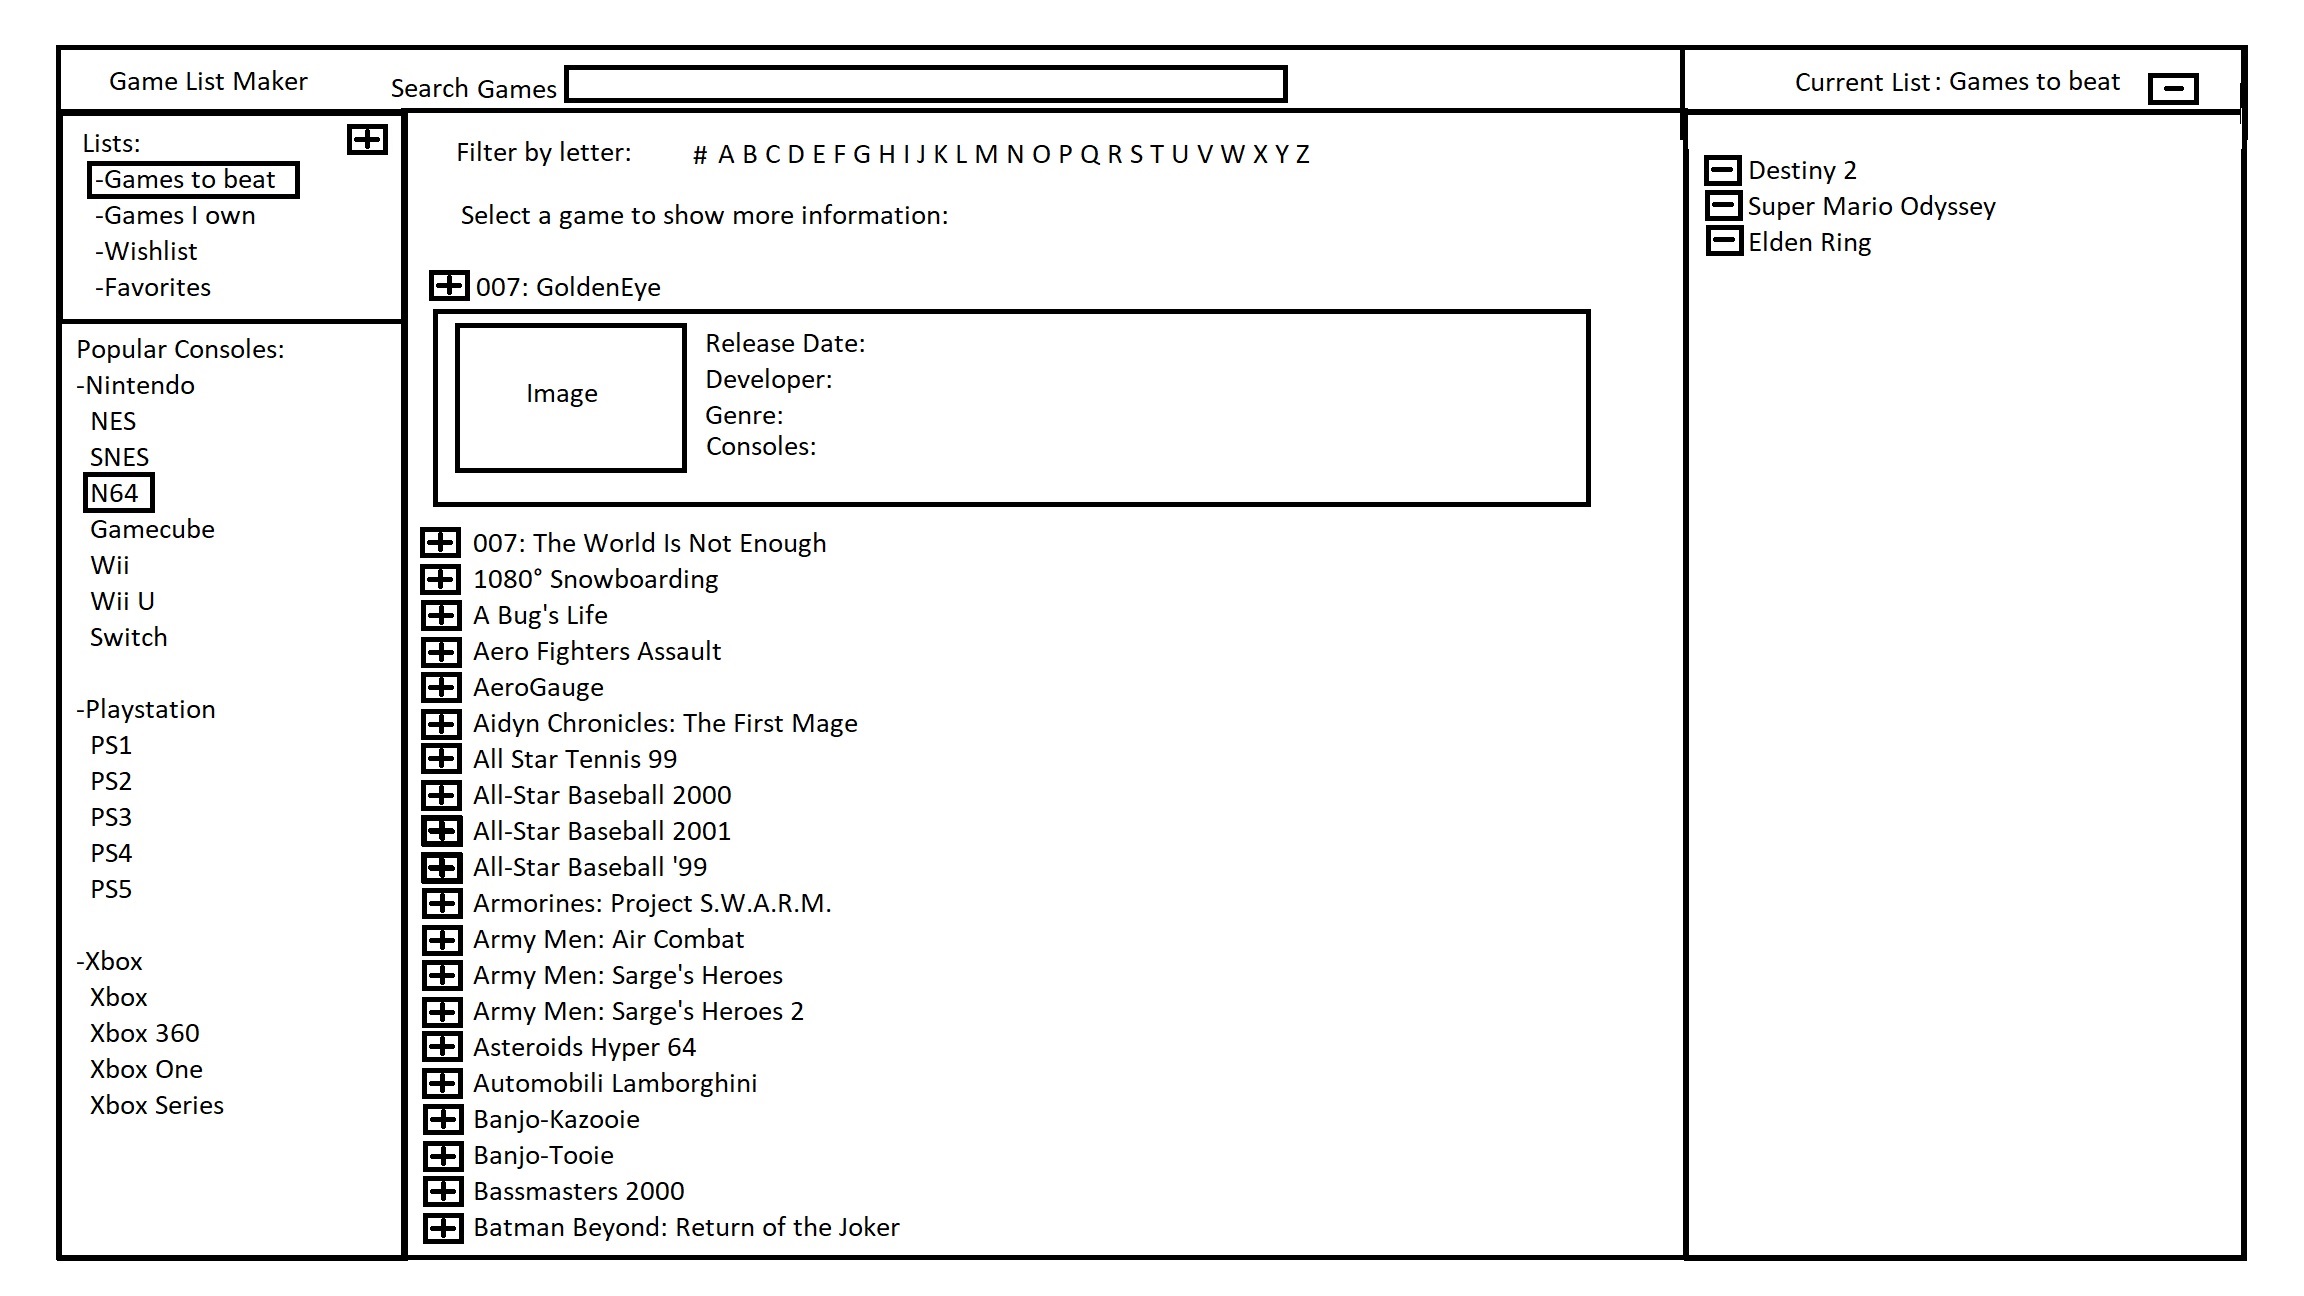 Game List Maker
Search Games
Current List: Games to beat
-
Lists:
+
-Games to beat
-Games I own
-Wishlist
-Favorites
Popular Consoles:
-Nintendo
NES
SNES
N64
Gamecube
Wii
Wii U
Switch
-Playstation
PS1
PS2
PS3
PS4
PS5
-Xbox
Xbox
Xbox 360
Xbox One
Xbox Series
Filter by letter: # A B C D E F G H I J K L M N O P Q R S T U V W X Y Z
Select a game to show more information:
+ 007: GoldenEye
Image
Release Date:
Developer:
Genre:
Consoles:
+ 007: The World Is Not Enough
+ 1080° Snowboarding
+ A Bug's Life
+ Aero Fighters Assault
+ AeroGauge
+ Aidyn Chronicles: The First Mage
+ All Star Tennis 99
+ All-Star Baseball 2000
+ All-Star Baseball 2001
+ All-Star Baseball '99
+ Armorines: Project S.W.A.R.M.
+ Army Men: Air Combat
+ Army Men: Sarge's Heroes
+ Army Men: Sarge's Heroes 2
+ Asteroids Hyper 64
+ Automobili Lamborghini
+ Banjo-Kazooie
+ Banjo-Tooie
+ Bassmasters 2000
+ Batman Beyond: Return of the Joker
- Destiny 2
- Super Mario Odyssey
- Elden Ring